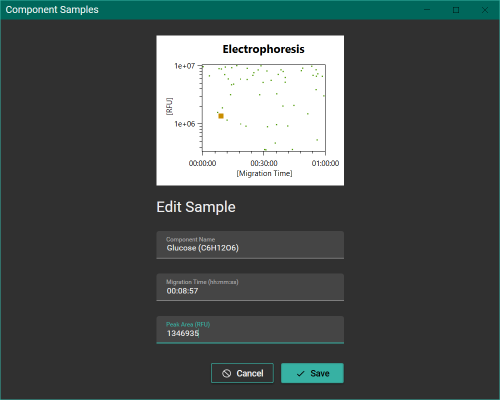 Component Samples
Electrophoresis
1e+07
[RFU]
1e+06
00:00:00 00:30:00 01:00:00
[Migration Time]
Edit Sample
Component Name
Glucose (C6H12O6)
Migration Time (hh:mm:ss)
00:08:57
Peak Area (RFU)
1346935
Cancel Save